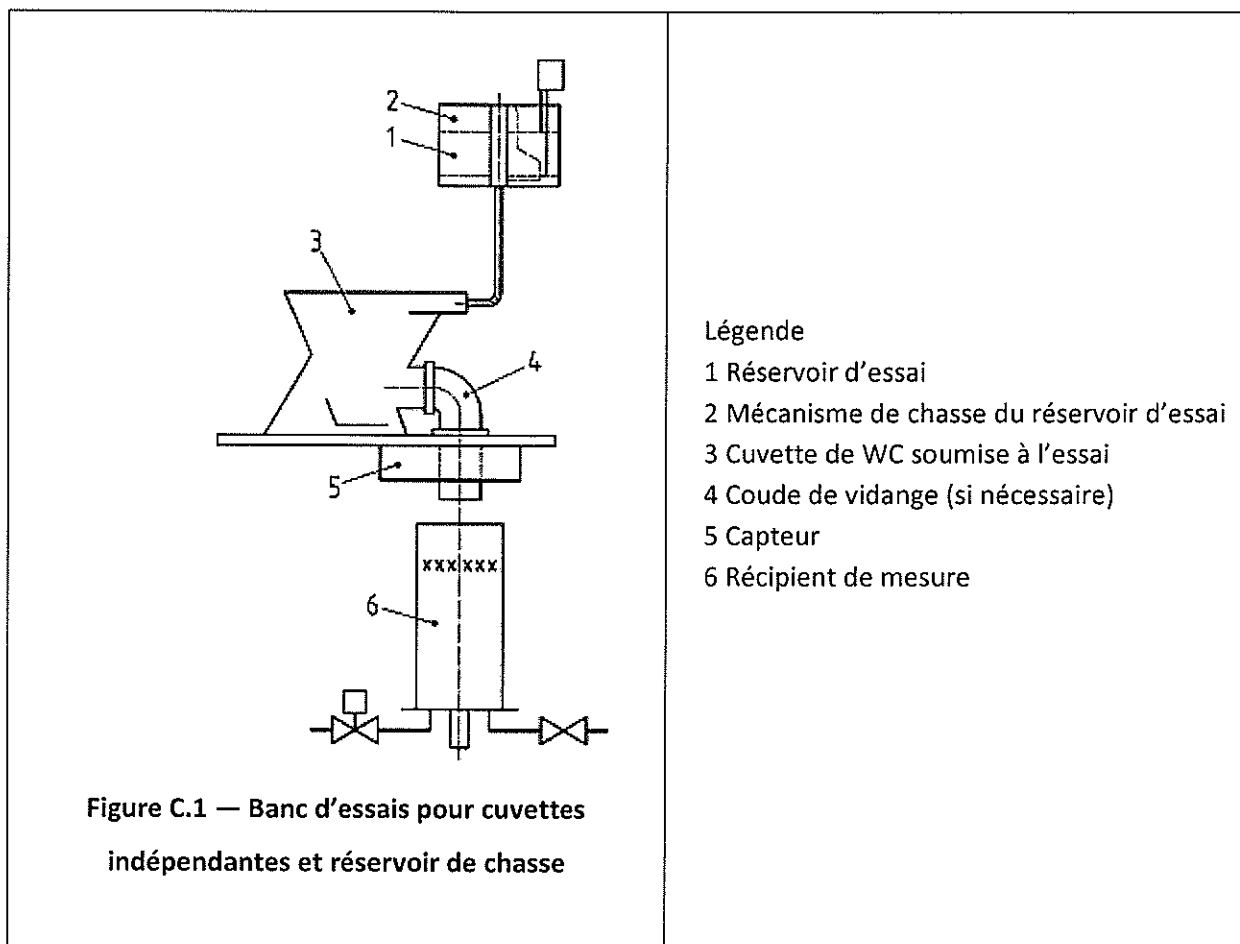 2
1
3
4
5
xxx xxx
6
Figure C.1 — Banc d'essais pour cuvettes
indépendantes et réservoir de chasse
Légende
1 Réservoir d'essai
2 Mécanisme de chasse du réservoir d'essai
3 Cuvette de WC soumise à l'essai
4 Coude de vidange (si nécessaire)
5 Capteur
6 Récipient de mesure